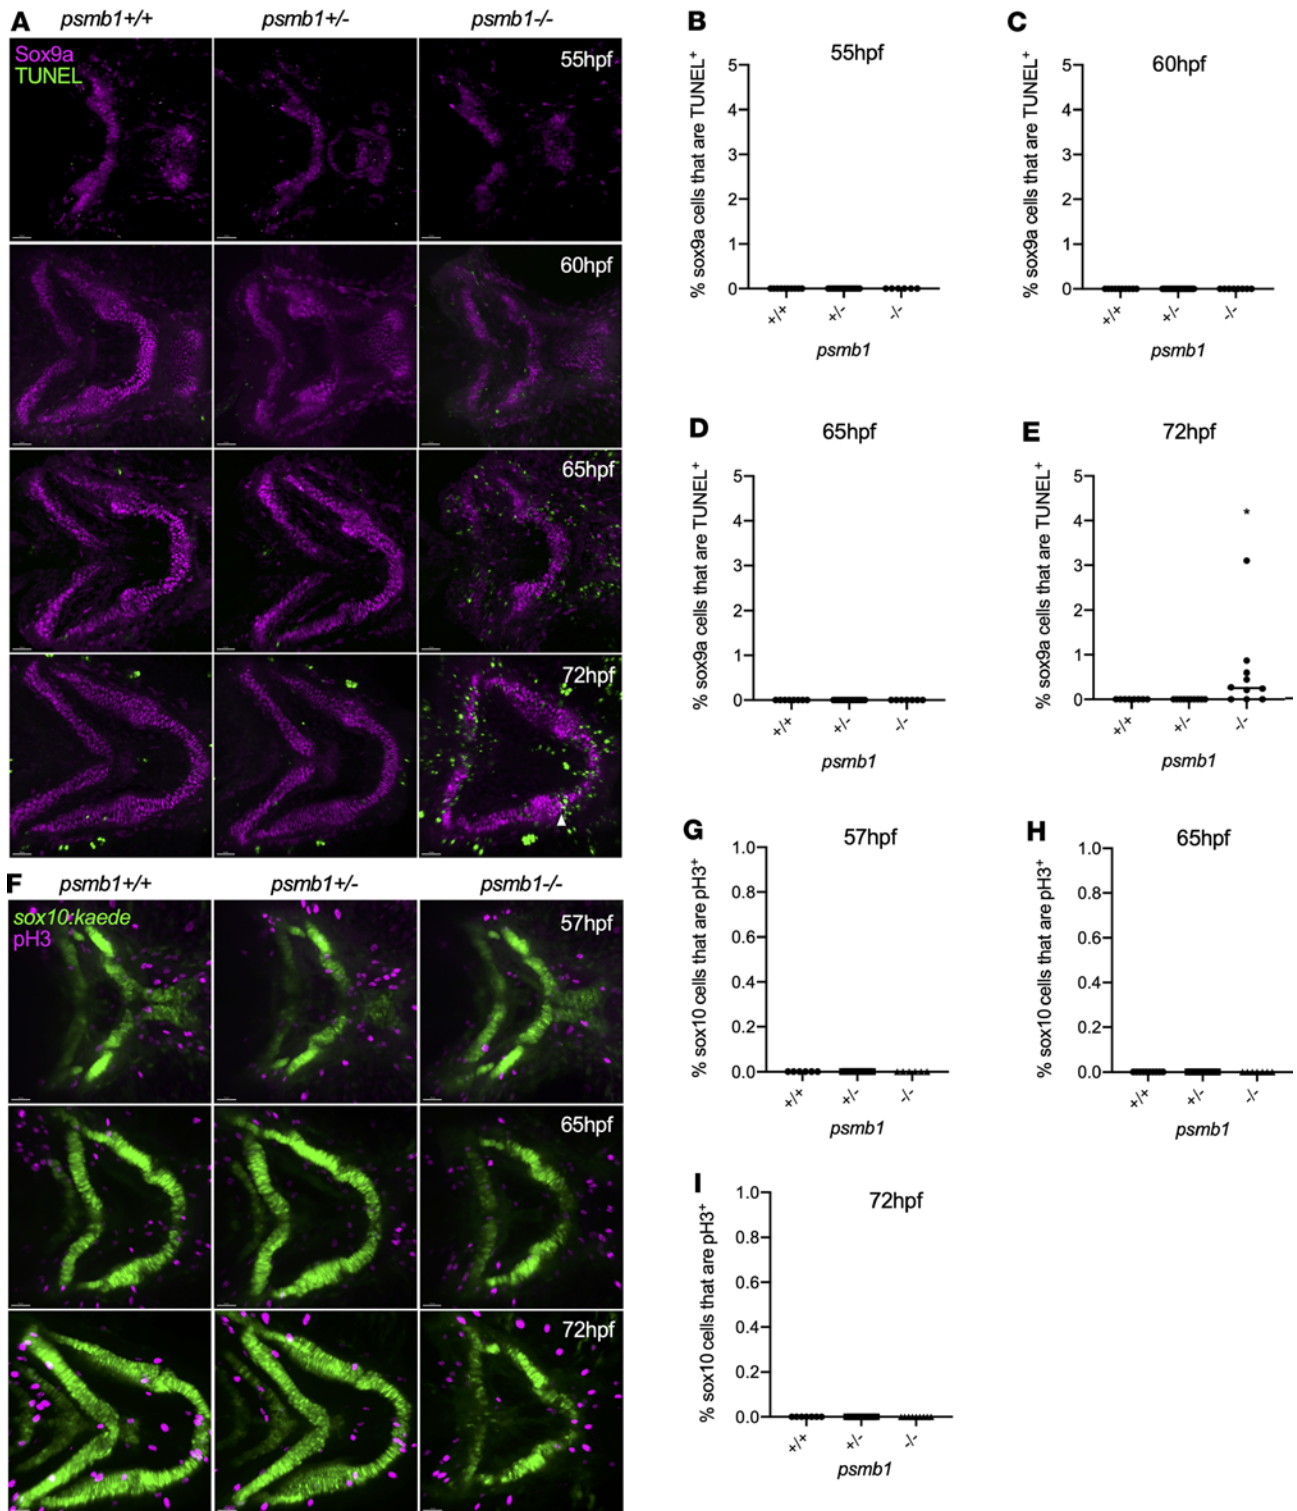 A
psmb1+/+
psmb1+/-
psmb1-/-
Sox9a
TUNEL
55hpf
60hpf
65hpf
72hpf
B
55hpf
% sox9a cells that are TUNEL+
5
4
3
2
1
0
+/+
+/-
-/-
psmb1
C
60hpf
% sox9a cells that are TUNEL+
5
4
3
2
1
0
+/+
+/-
-/-
psmb1
D
65hpf
% sox9a cells that are TUNEL+
5
4
3
2
1
0
+/+
+/-
-/-
psmb1
E
72hpf
% sox9a cells that are TUNEL+
5
4
3
2
1
0
*
+/+
+/-
-/-
psmb1
F
psmb1+/+
psmb1+/-
psmb1-/-
sox10:kaede
pH3
57hpf
65hpf
72hpf
G
57hpf
% sox10 cells that are pH3+
1.0
0.8
0.6
0.4
0.2
0.0
+/+
+/-
-/-
psmb1
H
65hpf
% sox10 cells that are pH3+
1.0
0.8
0.6
0.4
0.2
0.0
+/+
+/-
-/-
psmb1
I
72hpf
% sox10 cells that are pH3+
1.0
0.8
0.6
0.4
0.2
0.0
+/+
+/-
-/-
psmb1